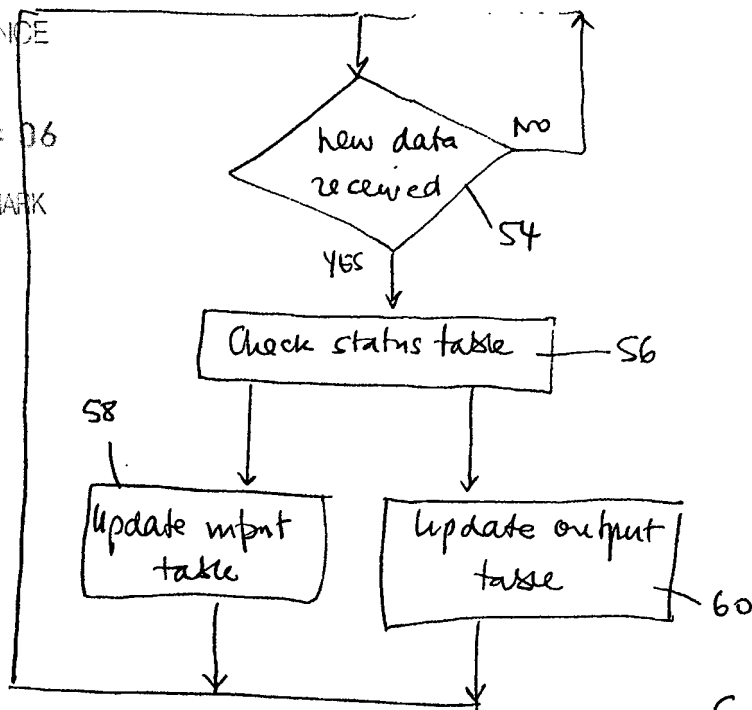 NCE
06
MARK
new data
received
NO
54
YES
Check status table
56
58
Update input
table
Update output
table
60